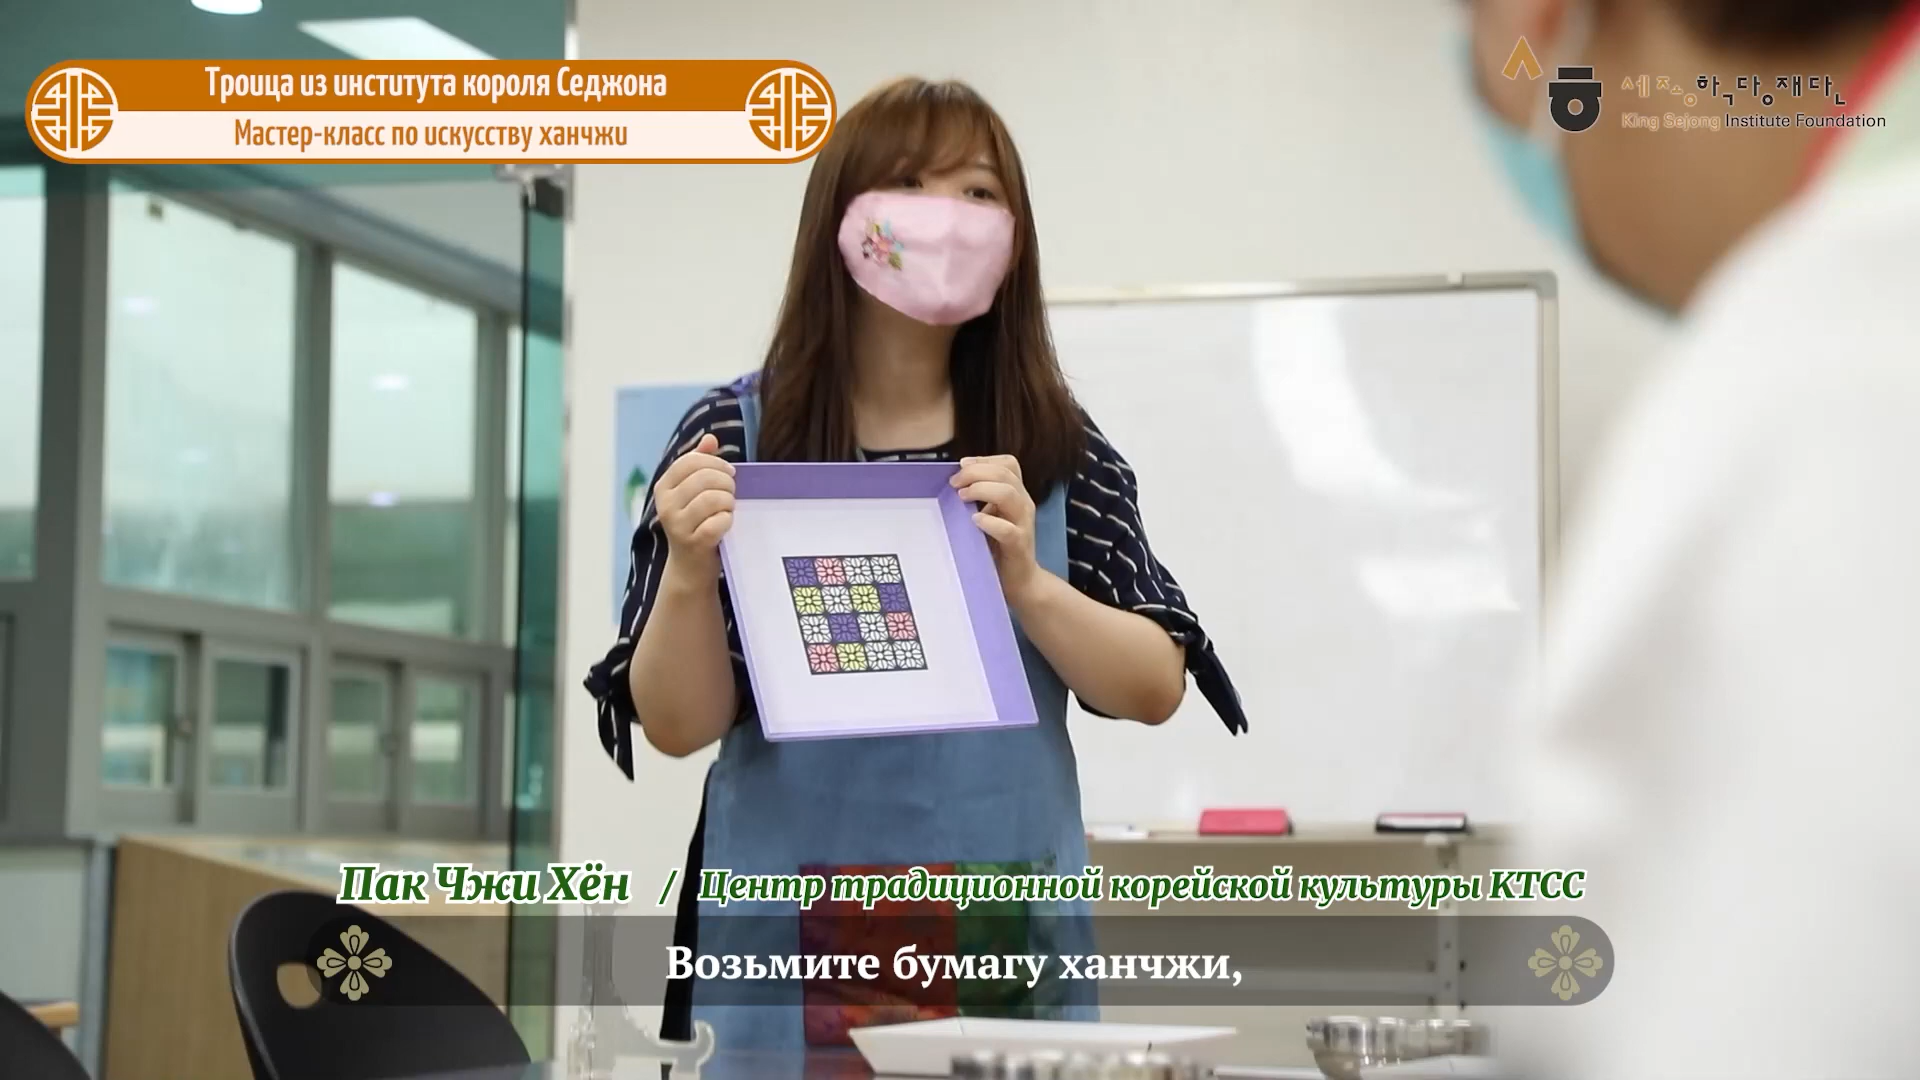 Троица из института короля Седжона
Мастер-класс по искусству ханчжи
세종학당재단
King Sejong Institute Foundation
Пак Чжи Хён / Центр традиционной корейской культуры КТСС
Возьмите бумагу ханчжи,